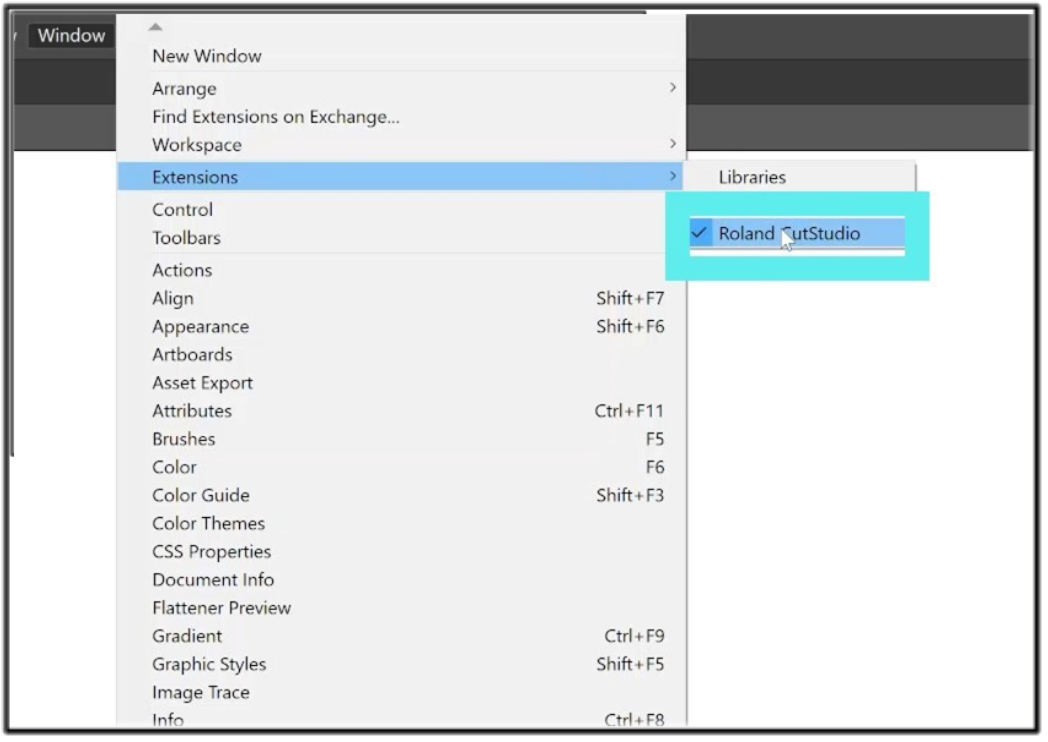 Window
New Window
Arrange
Find Extensions on Exchange...
Workspace
Extensions
Libraries
Roland CutStudio
Control
Toolbars
Actions
Align Shift+F7
Appearance Shift+F6
Artboards
Asset Export
Attributes Ctrl+F11
Brushes F5
Color F6
Color Guide Shift+F3
Color Themes
CSS Properties
Document Info
Flattener Preview
Gradient Ctrl+F9
Graphic Styles Shift+F5
Image Trace
Info Ctrl+F8